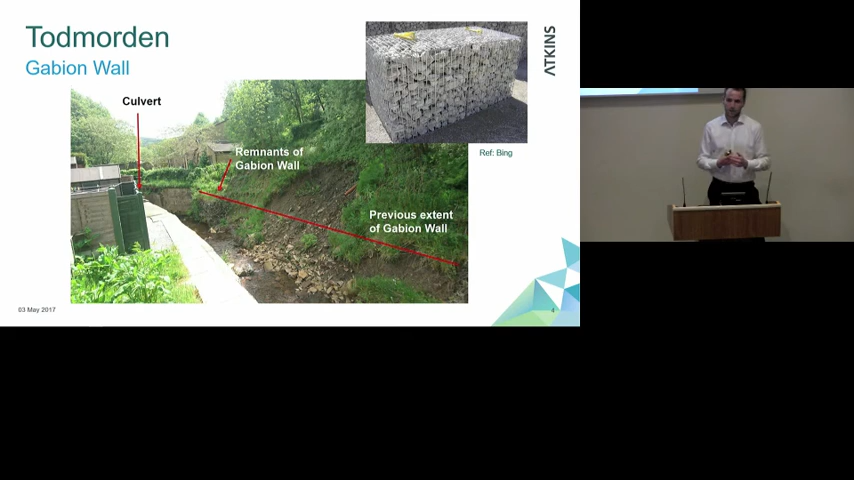 Todmorden
Gabion Wall
ATKINS
Culvert
Remnants of
Gabion Wall
Ref: Bing
Previous extent
of Gabion Wall
03 May 2017
4